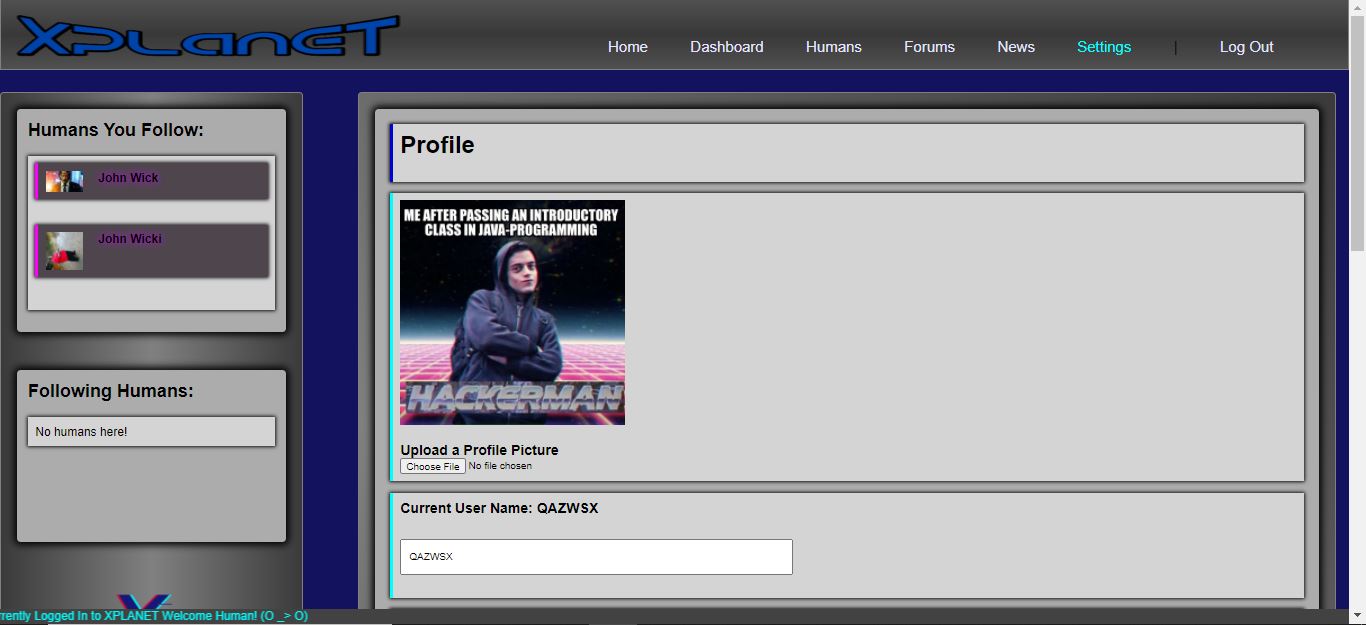 XPLANET
Home Dashboard Humans Forums News Settings | Log Out
Humans You Follow:
John Wick
John Wicki
Following Humans:
No humans here!
Profile
ME AFTER PASSING AN INTRODUCTORY
CLASS IN JAVA-PROGRAMMING
HACKERMAN
Upload a Profile Picture
Choose File No file chosen
Current User Name: QAZWSX
QAZWSX
rrently Logged In to XPLANET Welcome Human! (O _> O)